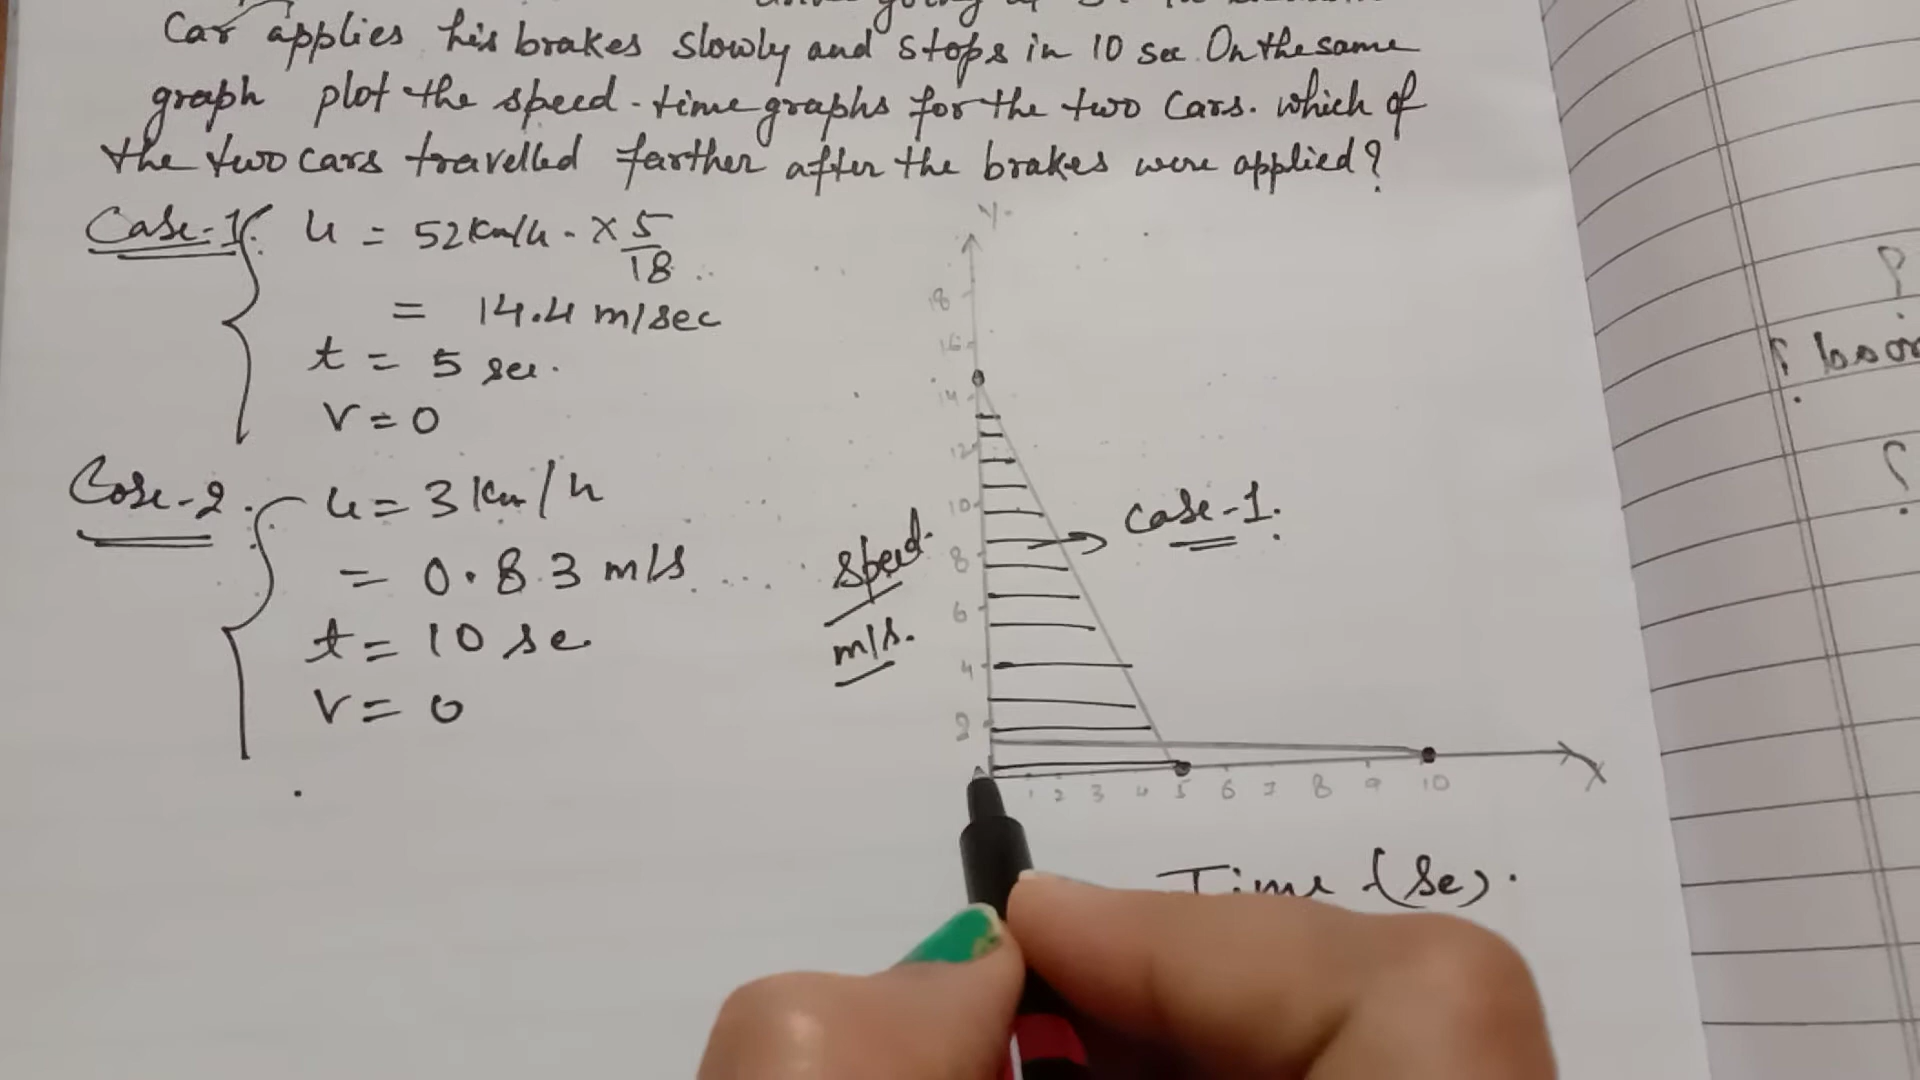 going at
Car applies his brakes slowly and stops in 10 sec. On the same
graph plot the speed-time graphs for the two cars. which of
the two cars travelled farther after the brakes were applied?
Case-1. u = 52 km/h. × 5/18
= 14.4 m/sec
t = 5 sec.
v = 0
Case-2. u = 3 km/h
= 0.83 m/s
t = 10 se
v = 0
Y
18
16
14
12
10
8
6
4
2
speed.
m/s.
case-1.
1 2 3 4 5 6 7 8 9 10
X
Time (Se).